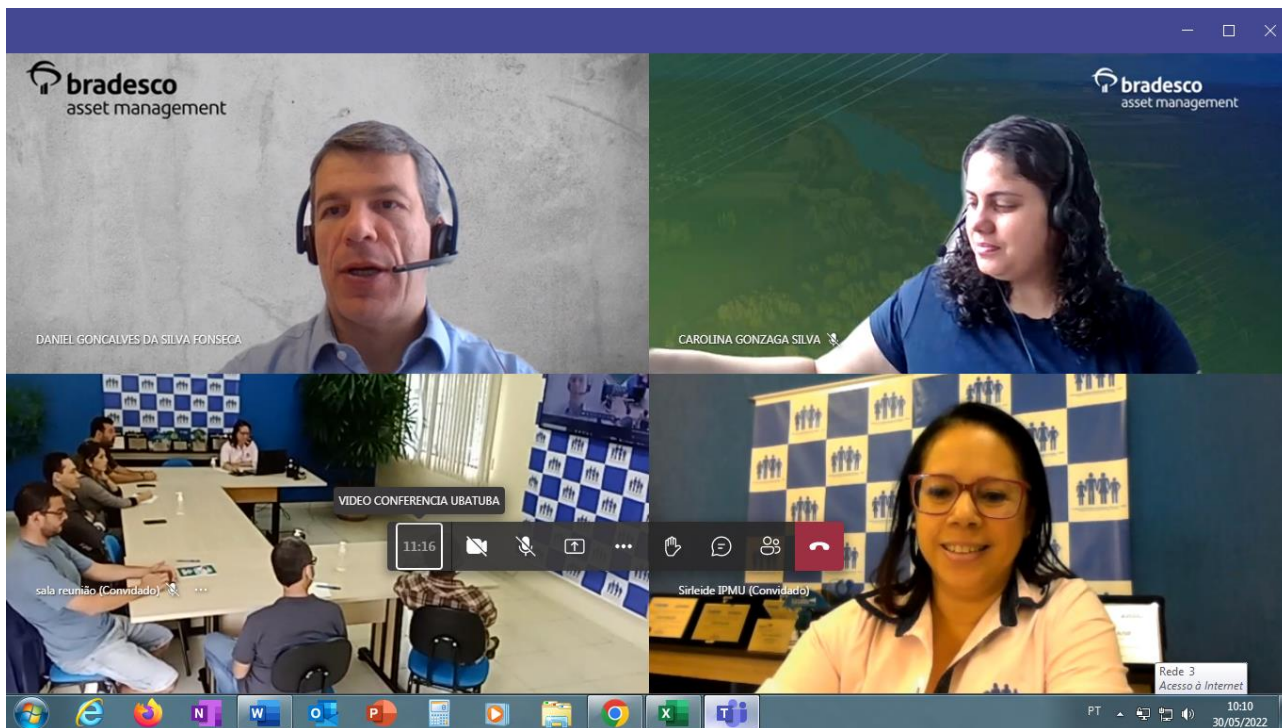 bradesco
asset management
bradesco
asset management
DANIEL GONCALVES DA SILVA FONSECA
CAROLINA GONZAGA SILVA
VIDEO CONFERENCIA UBATUBA
11:16
sala reunião (Convidado)
Sirleide IPMU (Convidado)
Rede 3
Acesso à Internet
PT
10:10
30/05/2022